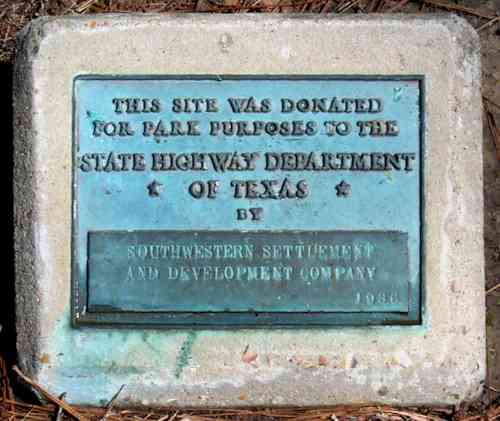 THIS SITE WAS DONATED
FOR PARK PURPOSES TO THE
STATE HIGHWAY DEPARTMENT
★ OF TEXAS ★
BY
SOUTHWESTERN SETTLEMENT
AND DEVELOPMENT COMPANY
1936